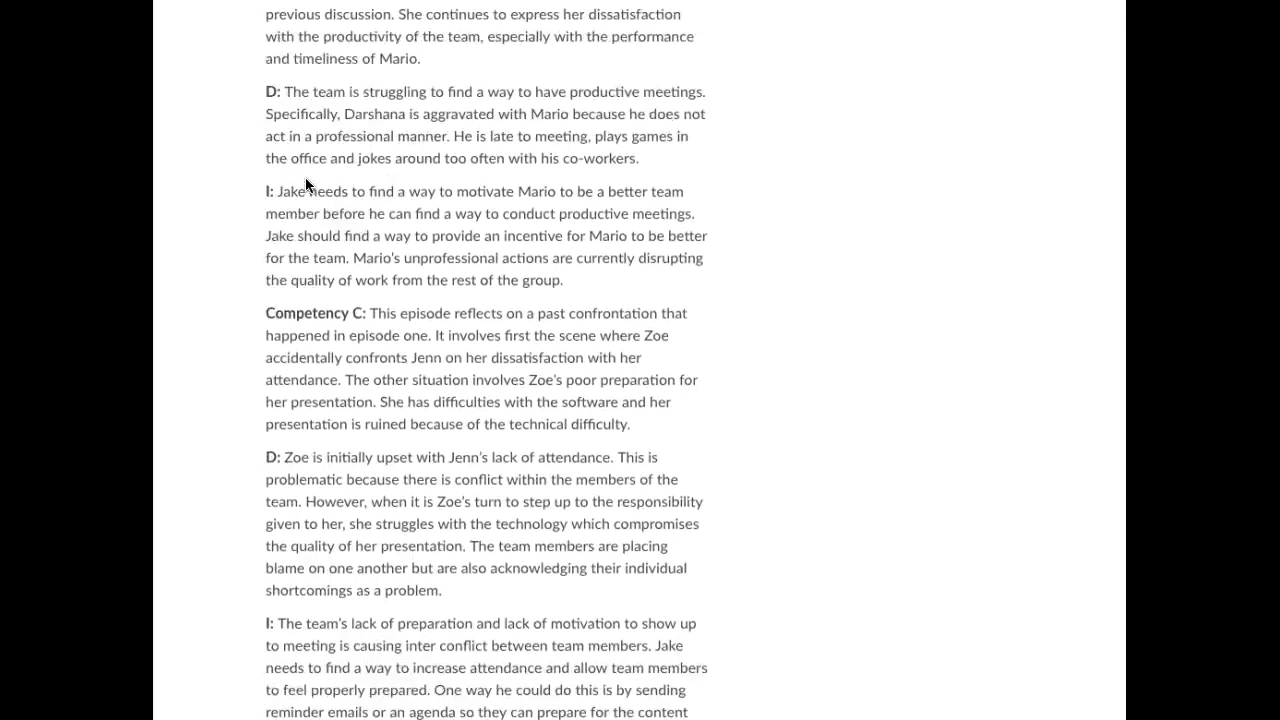 previous discussion. She continues to express her dissatisfaction
with the productivity of the team, especially with the performance
and timeliness of Mario.
D: The team is struggling to find a way to have productive meetings.
Specifically, Darshana is aggravated with Mario because he does not
act in a professional manner. He is late to meeting, plays games in
the office and jokes around too often with his co-workers.
I: Jake needs to find a way to motivate Mario to be a better team
member before he can find a way to conduct productive meetings.
Jake should find a way to provide an incentive for Mario to be better
for the team. Mario's unprofessional actions are currently disrupting
the quality of work from the rest of the group.
Competency C: This episode reflects on a past confrontation that
happened in episode one. It involves first the scene where Zoe
accidentally confronts Jenn on her dissatisfaction with her
attendance. The other situation involves Zoe's poor preparation for
her presentation. She has difficulties with the software and her
presentation is ruined because of the technical difficulty.
D: Zoe is initially upset with Jenn's lack of attendance. This is
problematic because there is conflict within the members of the
team. However, when it is Zoe's turn to step up to the responsibility
given to her, she struggles with the technology which compromises
the quality of her presentation. The team members are placing
blame on one another but are also acknowledging their individual
shortcomings as a problem.
I: The team's lack of preparation and lack of motivation to show up
to meeting is causing inter conflict between team members. Jake
needs to find a way to increase attendance and allow team members
to feel properly prepared. One way he could do this is by sending
reminder emails or an agenda so they can prepare for the content